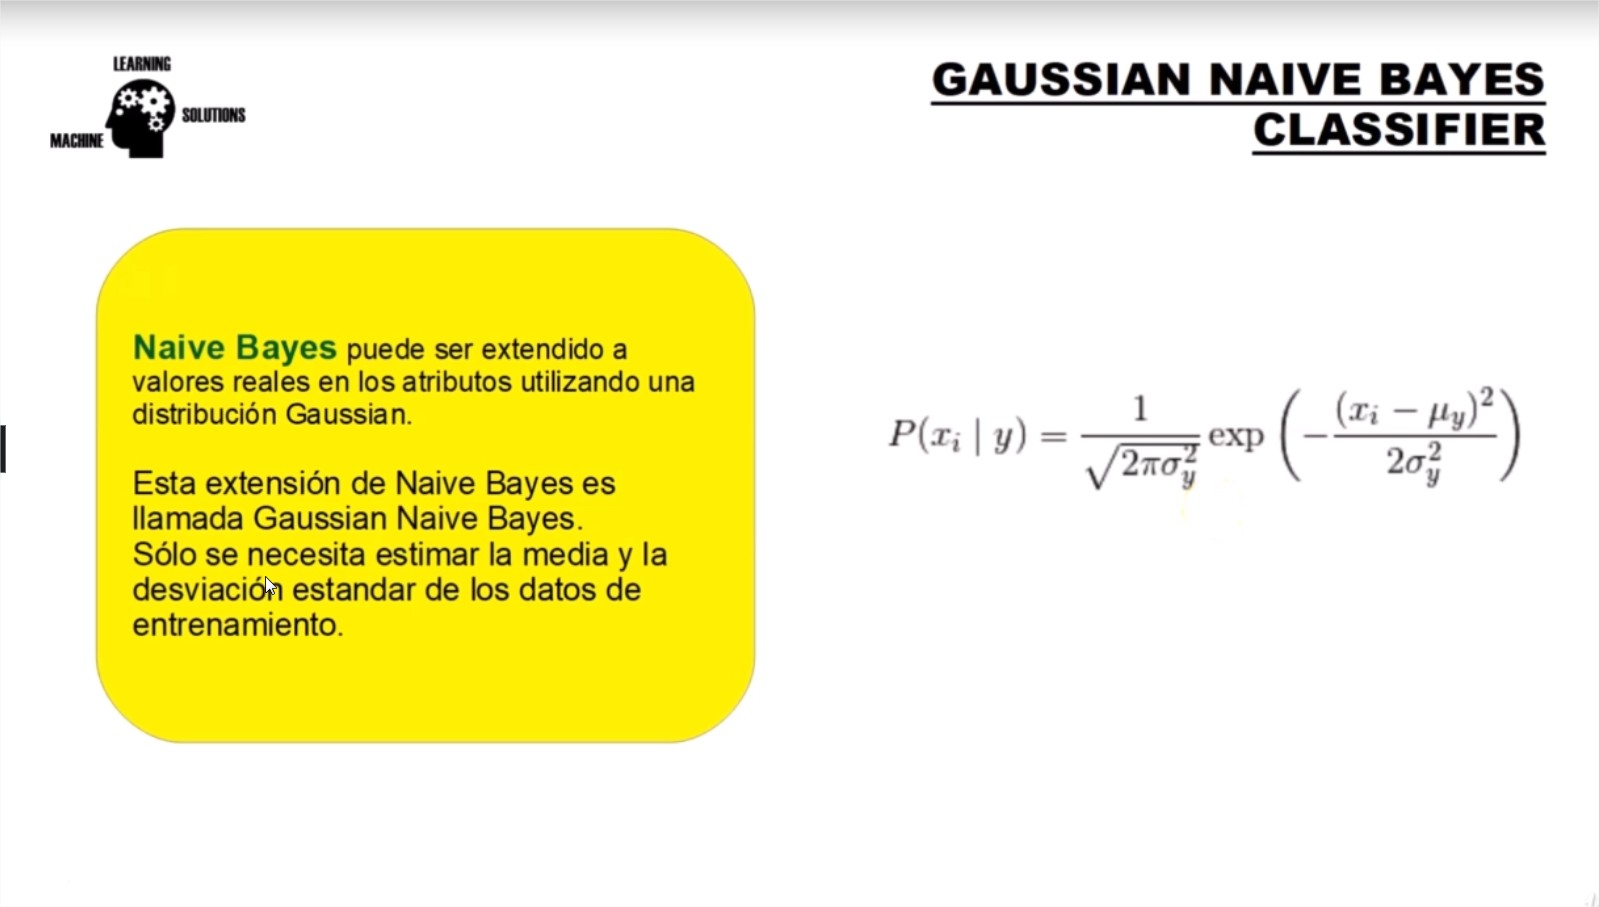 LEARNING
SOLUTIONS
MACHINE
GAUSSIAN NAIVE BAYES
CLASSIFIER
Naive Bayes puede ser extendido a
valores reales en los atributos utilizando una
distribución Gaussian.
Esta extensión de Naive Bayes es
llamada Gaussian Naive Bayes.
Sólo se necesita estimar la media y la
desviación estandar de los datos de
entrenamiento.
P(x_i | y) = \frac{1}{\sqrt{2\pi\sigma_y^2}} \exp\left(-\frac{(x_i - \mu_y)^2}{2\sigma_y^2}\right)